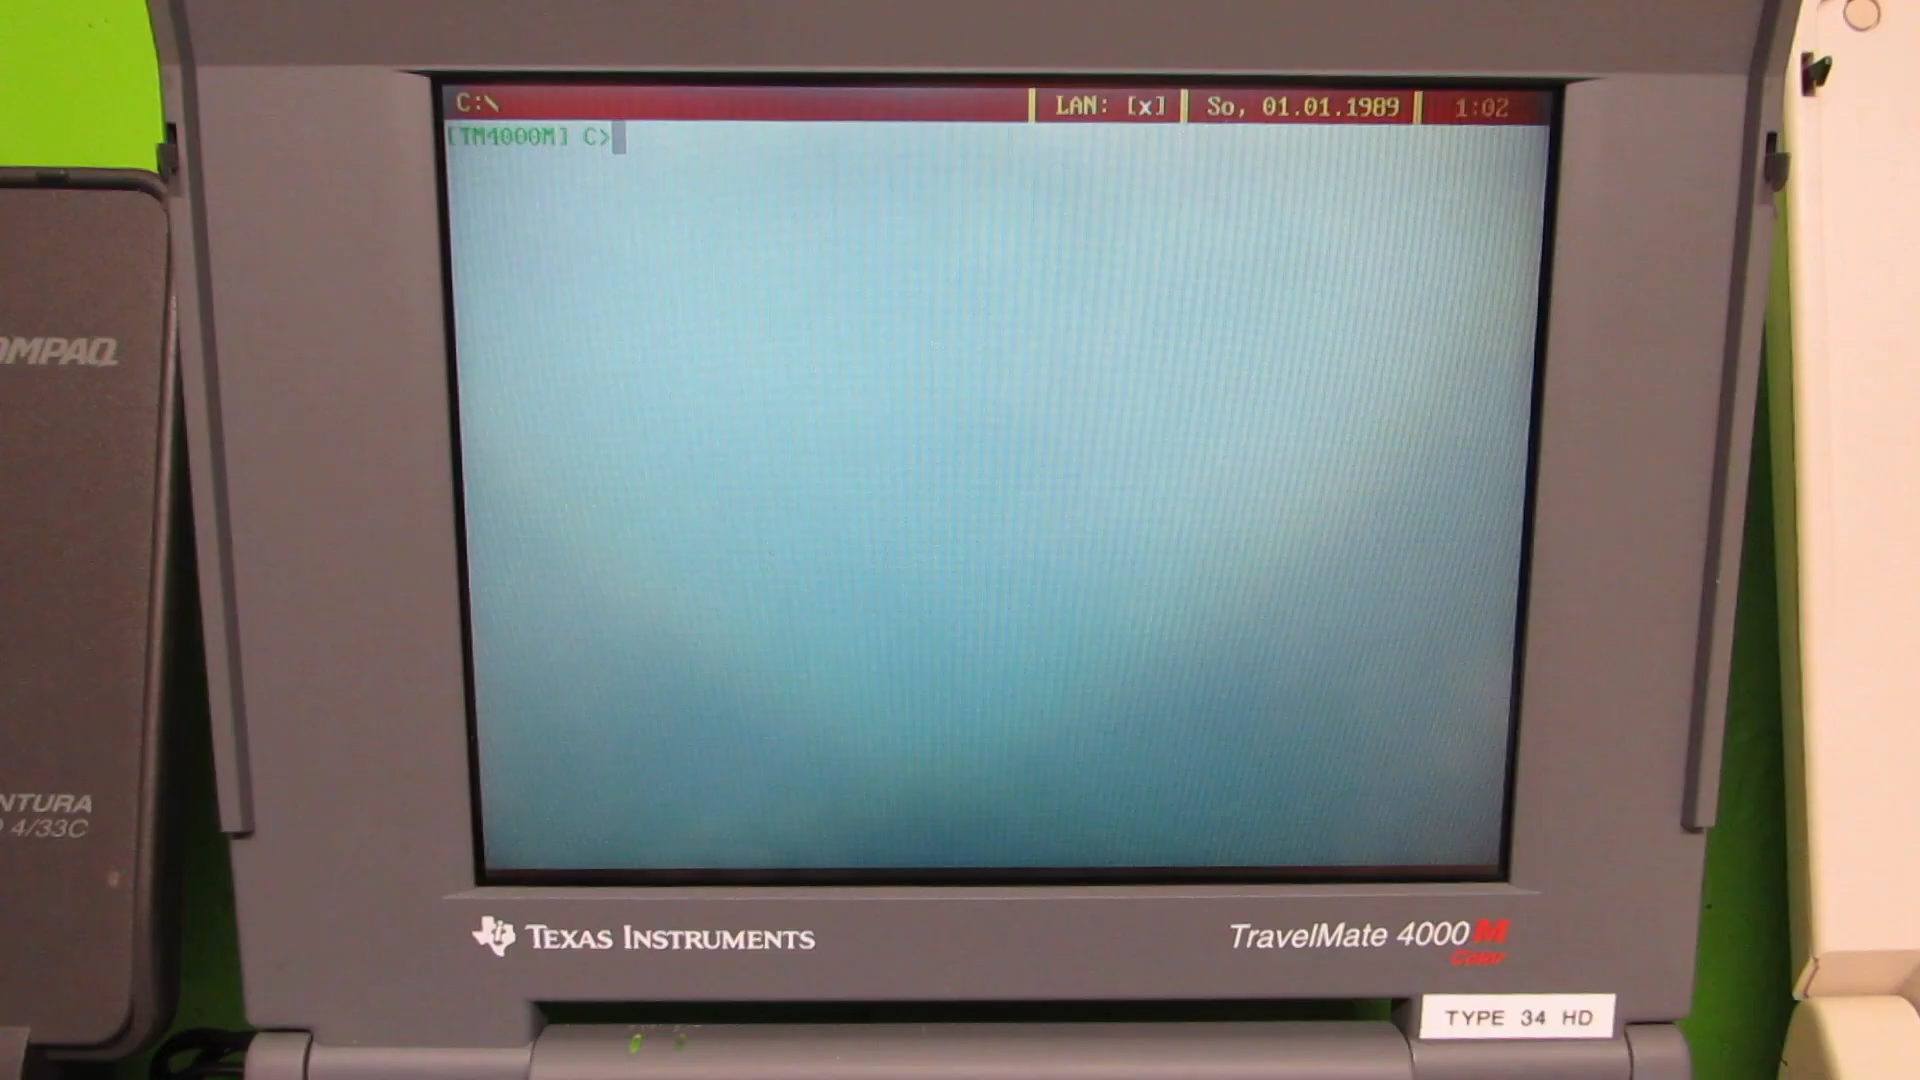 C:\ LAN: [x] So, 01.01.1989 1:02
[TM4000M] C>
OMPAQ
NTURA
4/33C
TEXAS INSTRUMENTS
TravelMate 4000M
Color
TYPE 34 HD